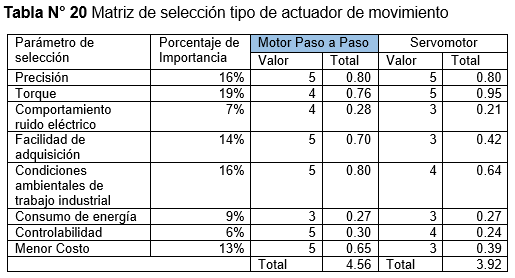 Tabla N° 20 Matriz de selección tipo de actuador de movimiento
Parámetro de selección Porcentaje de Importancia Motor Paso a Paso Servomotor
Valor Total Valor Total
Precisión 16% 5 0.80 5 0.80
Torque 19% 4 0.76 5 0.95
Comportamiento ruido eléctrico 7% 4 0.28 3 0.21
Facilidad de adquisición 14% 5 0.70 3 0.42
Condiciones ambientales de trabajo industrial 16% 5 0.80 4 0.64
Consumo de energía 9% 3 0.27 3 0.27
Controlabilidad 6% 5 0.30 4 0.24
Menor Costo 13% 5 0.65 3 0.39
Total 4.56 Total 3.92